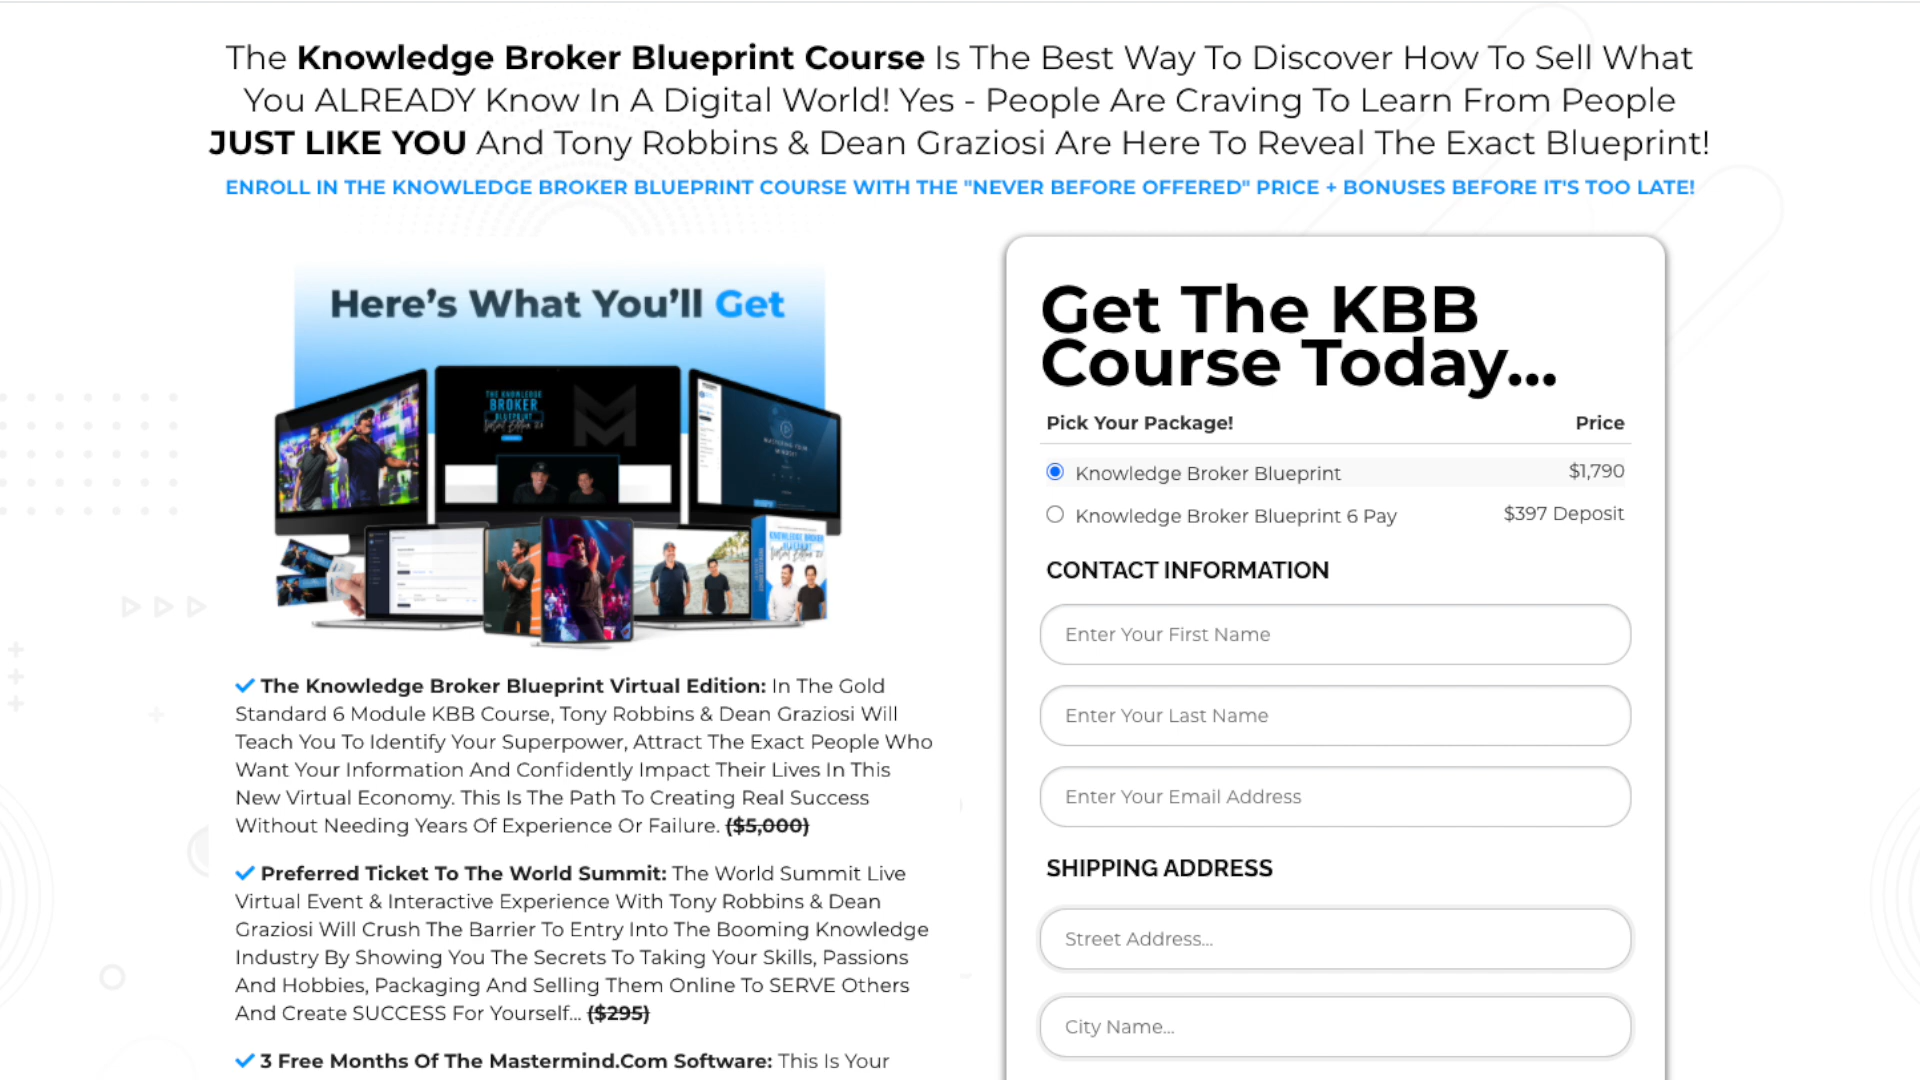 The Knowledge Broker Blueprint Course Is The Best Way To Discover How To Sell What
You ALREADY Know In A Digital World! Yes - People Are Craving To Learn From People
JUST LIKE YOU And Tony Robbins & Dean Graziosi Are Here To Reveal The Exact Blueprint!
ENROLL IN THE KNOWLEDGE BROKER BLUEPRINT COURSE WITH THE "NEVER BEFORE OFFERED" PRICE + BONUSES BEFORE IT'S TOO LATE!
Here's What You'll Get
THE KNOWLEDGE
BROKER
BLUEPRINT
KNOWLEDGE BROKER
✓ The Knowledge Broker Blueprint Virtual Edition: In The Gold
Standard 6 Module KBB Course, Tony Robbins & Dean Graziosi Will
Teach You To Identify Your Superpower, Attract The Exact People Who
Want Your Information And Confidently Impact Their Lives In This
New Virtual Economy. This Is The Path To Creating Real Success
Without Needing Years Of Experience Or Failure. ($5,000)
✓ Preferred Ticket To The World Summit: The World Summit Live
Virtual Event & Interactive Experience With Tony Robbins & Dean
Graziosi Will Crush The Barrier To Entry Into The Booming Knowledge
Industry By Showing You The Secrets To Taking Your Skills, Passions
And Hobbies, Packaging And Selling Them Online To SERVE Others
And Create SUCCESS For Yourself... ($295)
✓ 3 Free Months Of The Mastermind.Com Software: This Is Your
Get The KBB
Course Today...
Pick Your Package! Price
Knowledge Broker Blueprint $1,790
Knowledge Broker Blueprint 6 Pay $397 Deposit
CONTACT INFORMATION
Enter Your First Name
Enter Your Last Name
Enter Your Email Address
SHIPPING ADDRESS
Street Address...
City Name...